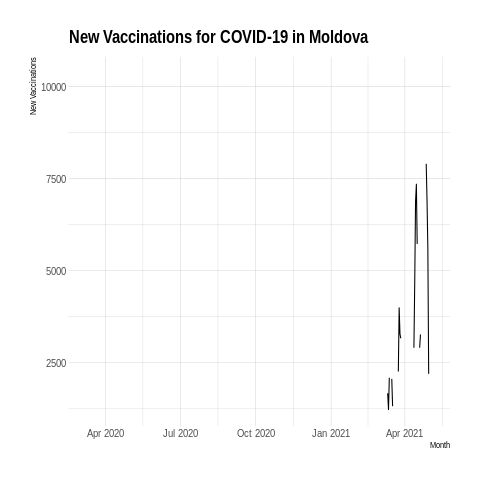 New Vaccinations for COVID-19 in Moldova
New Vaccinations
10000
7500
5000
2500
Apr 2020
Jul 2020
Oct 2020
Jan 2021
Apr 2021
Month